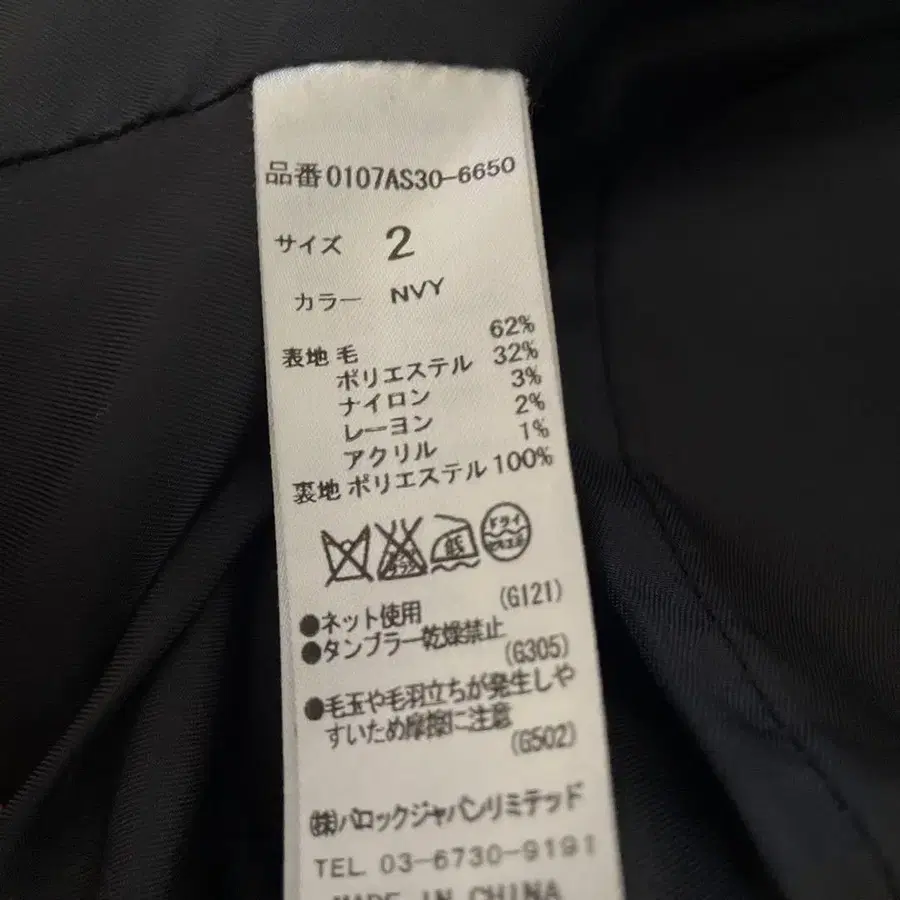 品番0107AS30-6650
サイズ 2
カラー NVY
表地 毛 62%
ポリエステル 32%
ナイロン 3%
レーヨン 2%
アクリル 1%
裏地 ポリエステル 100%
低 ドライ
●ネット使用 (G121)
●タンブラー乾燥禁止
(G305)
●毛玉や毛羽立ちが発生しや
すいため摩擦に注意
(G502)
㈱バロックジャパンリミテッド
TEL 03-6730-9191
MADE IN CHINA